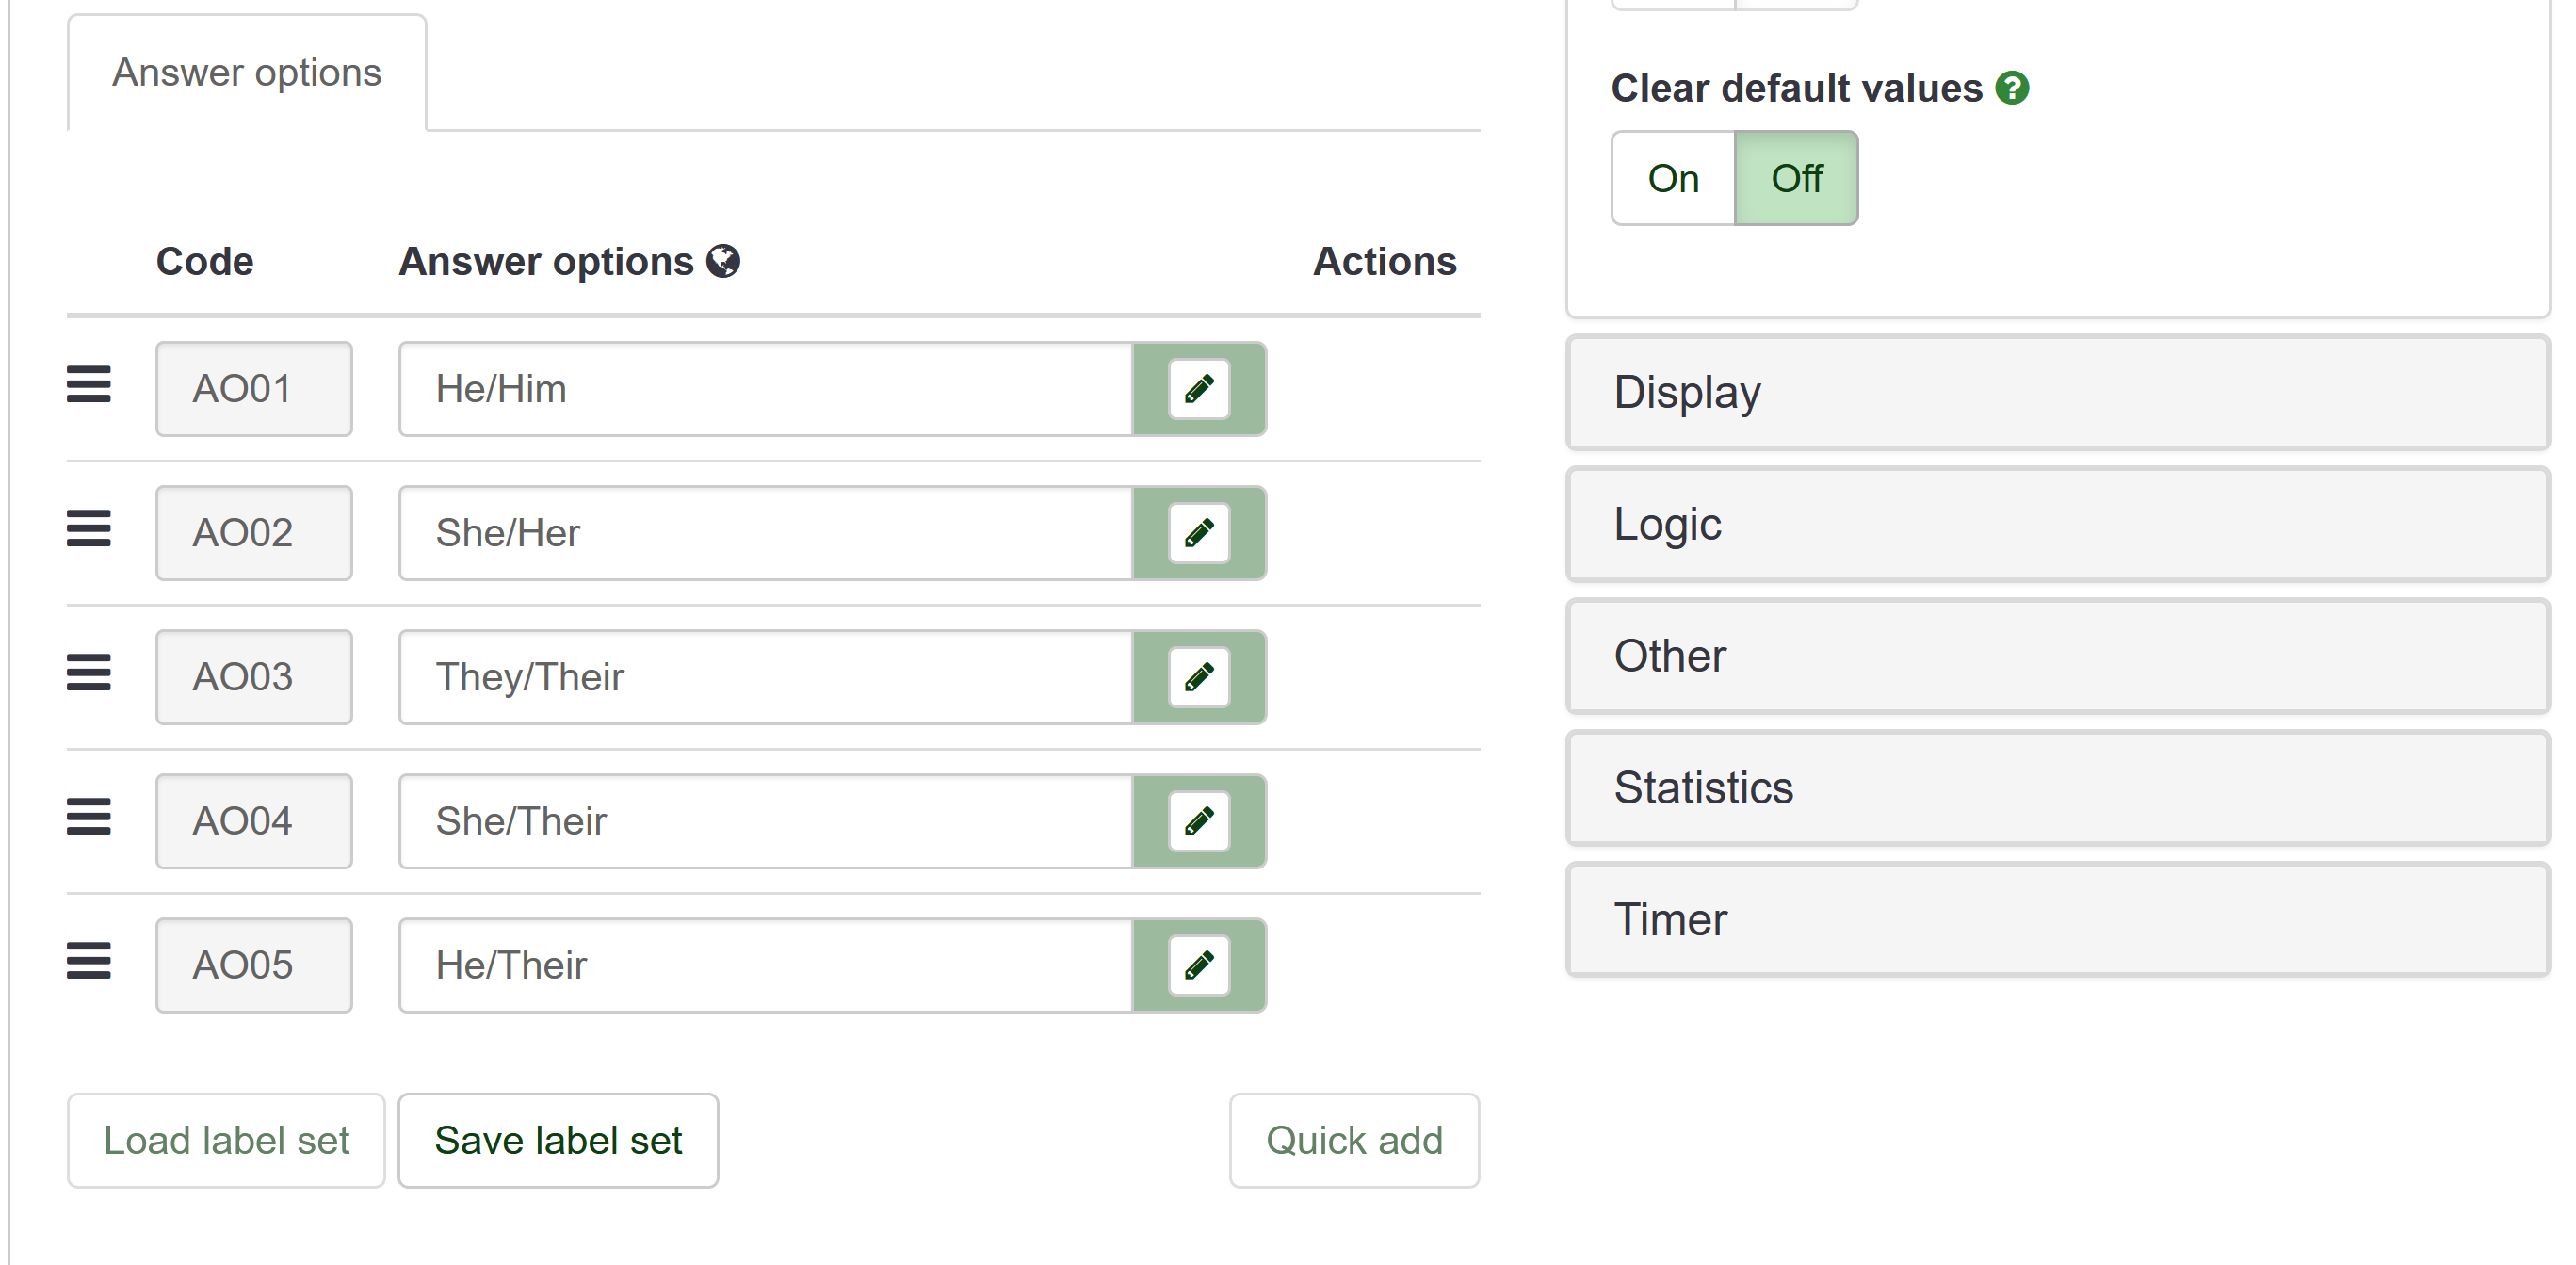 Answer options
Code Answer options Actions
AO01 He/Him
AO02 She/Her
AO03 They/Their
AO04 She/Their
AO05 He/Their
Load label set Save label set Quick add
Clear default values
On Off
Display
Logic
Other
Statistics
Timer